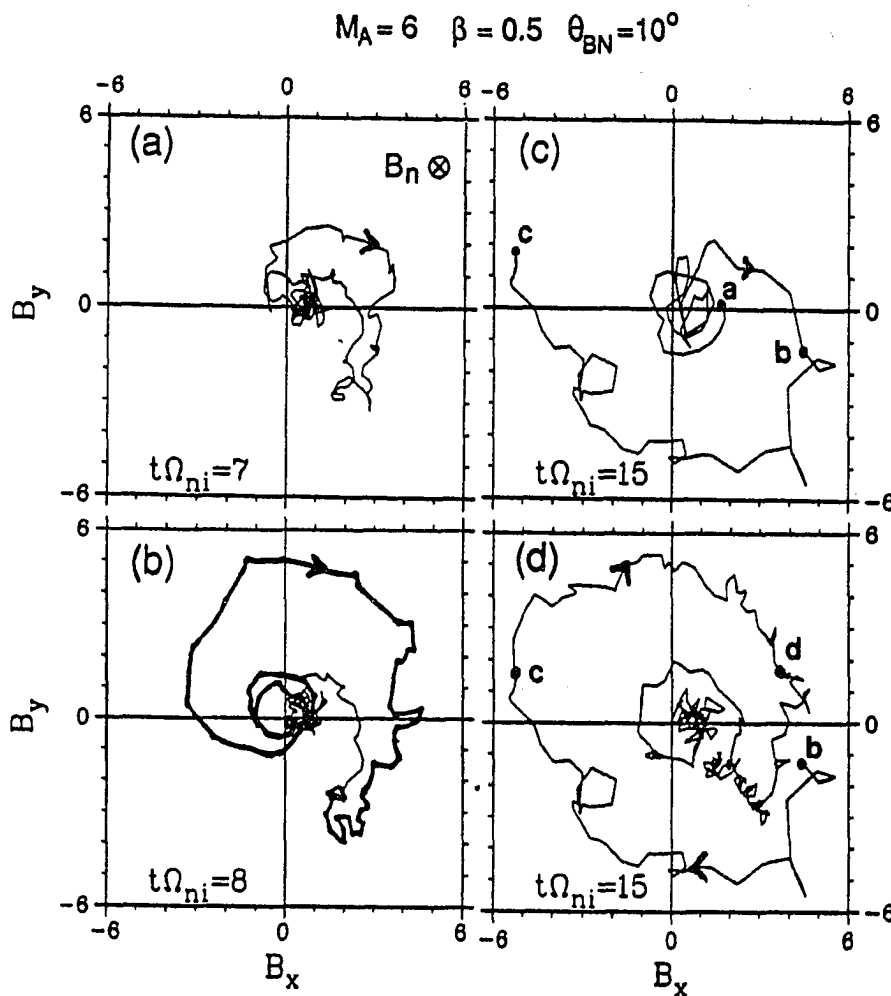 M_A = 6 β = 0.5 θ_BN = 10°
-6 0 6 -6 0 6
6 6
(a) (c)
B_n ⊗
c
a
B_y 0 0
b
tΩ_ni = 7 tΩ_ni = 15
-6 -6
6 6
(b) (d)
d
c
B_y 0 0
b
tΩ_ni = 8 tΩ_ni = 15
-6 -6
-6 0 6 -6 0 6
B_x B_x